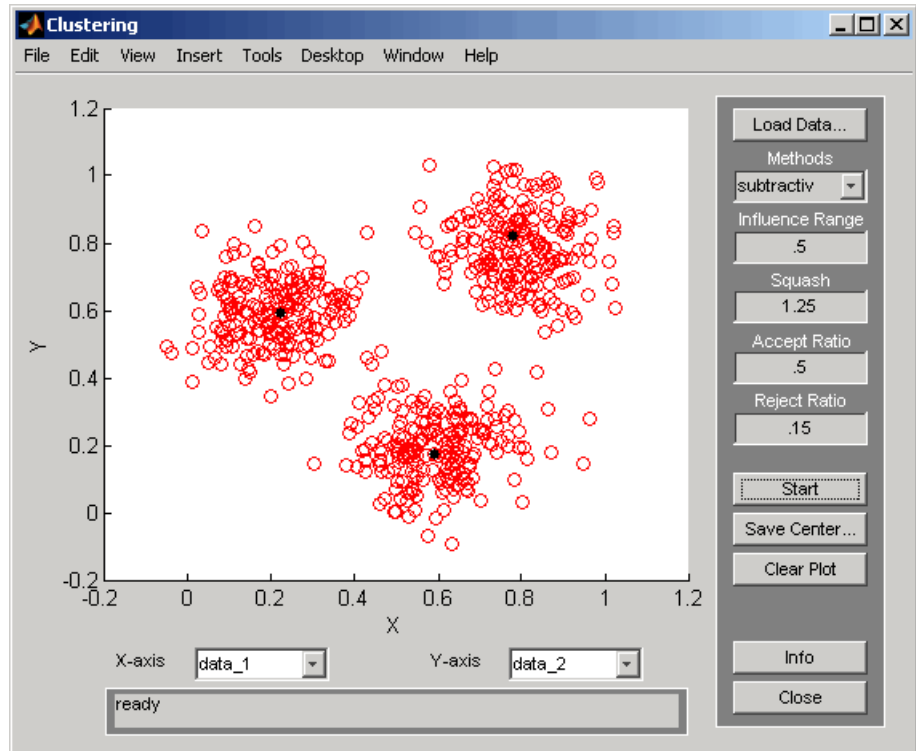 Clustering
File Edit View Insert Tools Desktop Window Help
1.2
1
0.8
0.6
0.4
0.2
0
-0.2
Y
-0.2 0 0.2 0.4 0.6 0.8 1 1.2
X
X-axis data_1 Y-axis data_2
ready
Load Data...
Methods
subtractiv
Influence Range
.5
Squash
1.25
Accept Ratio
.5
Reject Ratio
.15
Start
Save Center...
Clear Plot
Info
Close